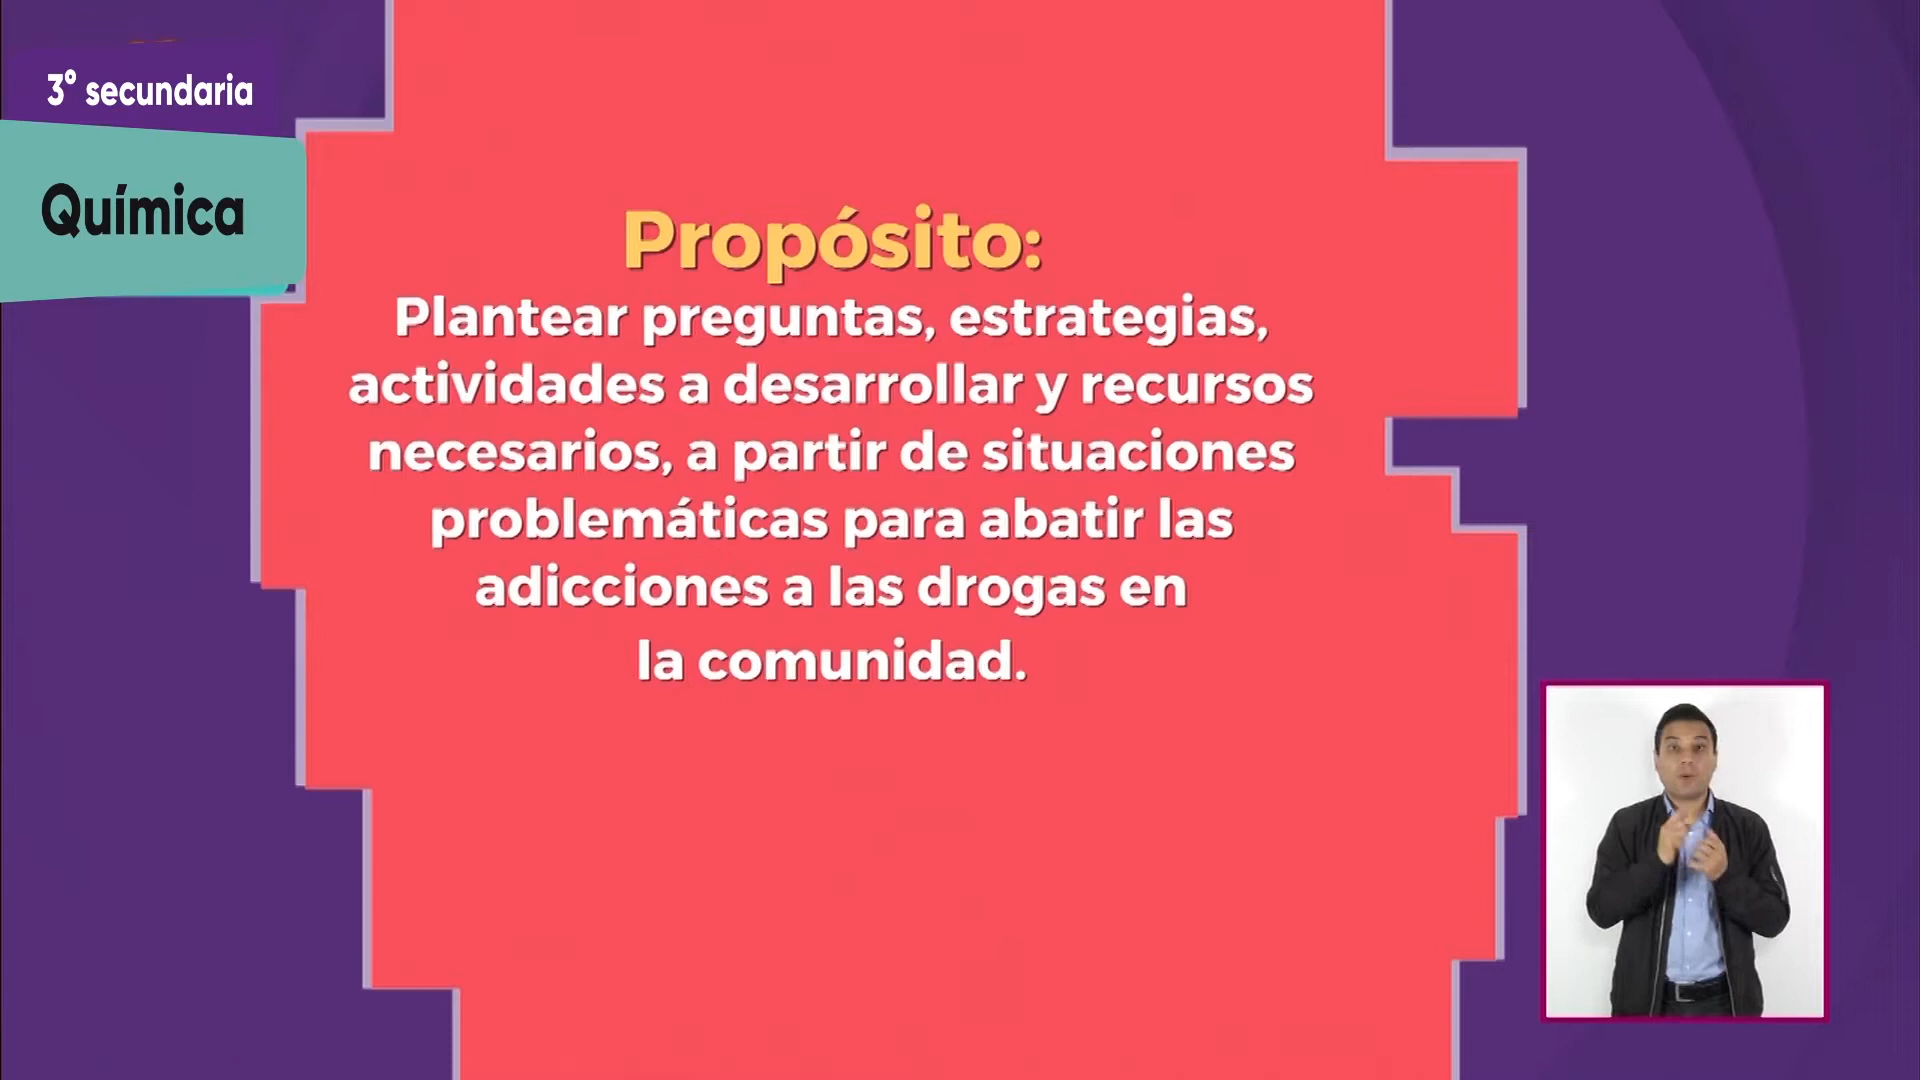 3º secundaria
Química
Propósito:
Plantear preguntas, estrategias,
actividades a desarrollar y recursos
necesarios, a partir de situaciones
problemáticas para abatir las
adicciones a las drogas en
la comunidad.